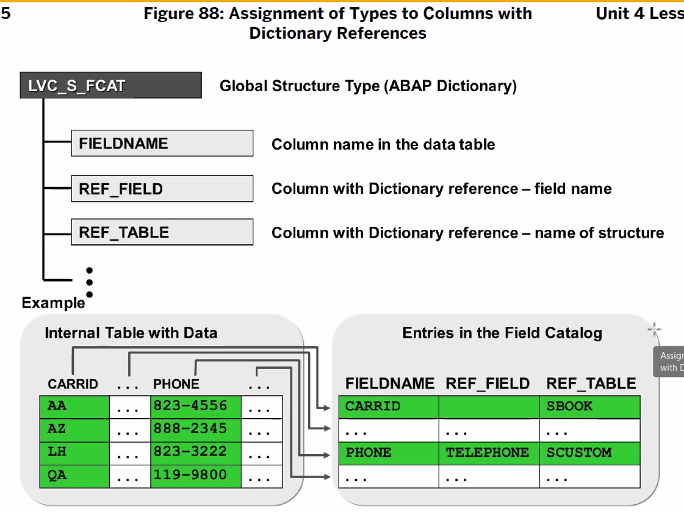 5
Figure 88: Assignment of Types to Columns with
Dictionary References
Unit 4 Less
LVC_S_FCAT
Global Structure Type (ABAP Dictionary)
FIELDNAME
Column name in the data table
REF_FIELD
Column with Dictionary reference – field name
REF_TABLE
Column with Dictionary reference – name of structure
Example
Internal Table with Data
CARRID ... PHONE ...
AA ... 823–4556 ...
AZ ... 888–2345 ...
LH ... 823–3222 ...
QA ... 119–9800 ...
Entries in the Field Catalog
FIELDNAME REF_FIELD REF_TABLE
CARRID SBOOK
... ... ...
PHONE TELEPHONE SCUSTOM
... ... ...
Assign
with D